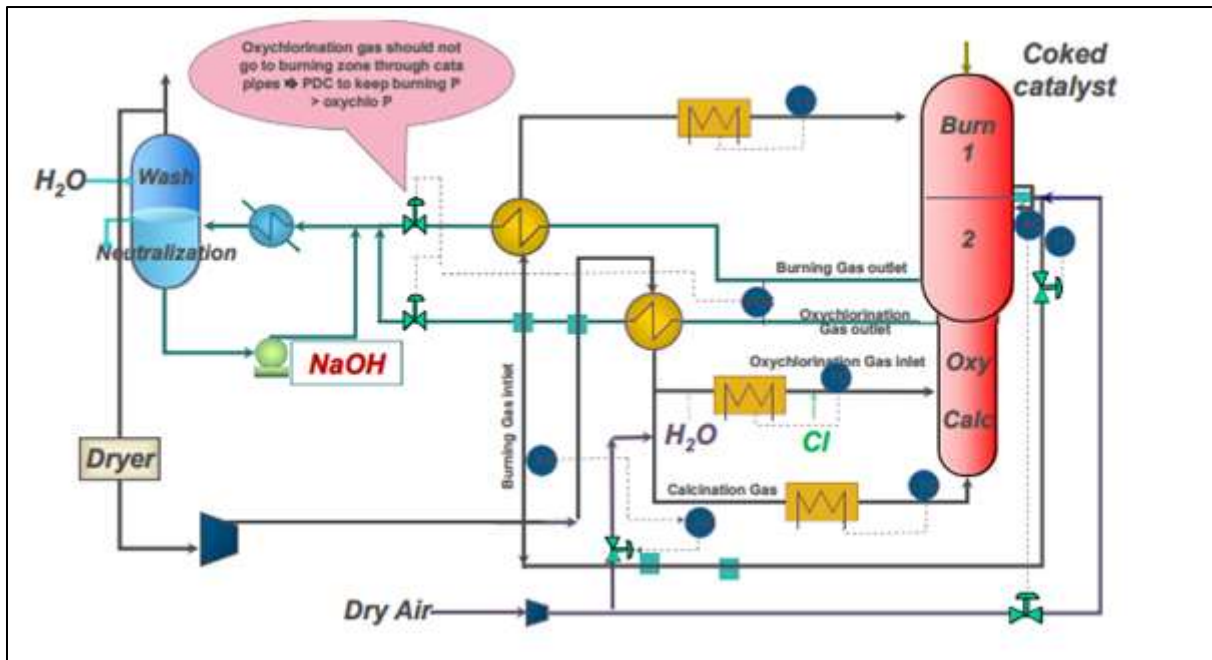 Oxychlorination gas should not
go to burning zone through cata
pipes ➪ PDC to keep burning P
> oxychlo P
Coked
catalyst
Burn
1
2
H2O
Wash
Neutralization
NaOH
Burning Gas outlet
Oxychlorination
Gas outlet
Oxychlorination Gas inlet
Oxy
Calc
H2O
Cl
Burning Gas intlet
Calcination Gas
Dryer
Dry Air